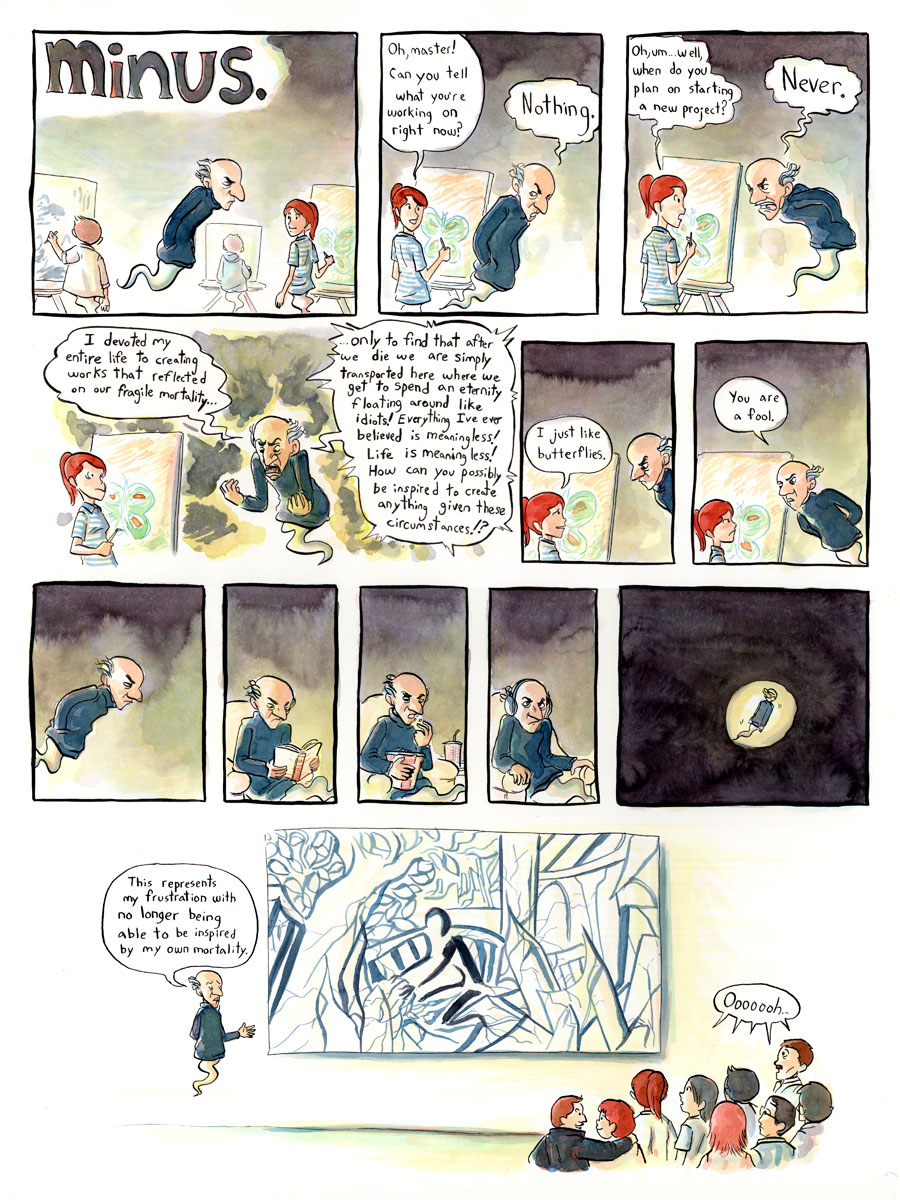 minus.
Oh, master!
Can you tell
what you're
working on
right now?
Nothing.
Oh, um...well,
when do you
plan on starting
a new project?
Never.
I devoted my
entire life to creating
works that reflected
on our fragile mortality...
...only to find that after
we die we are simply
transported here where we
get to spend an eternity
floating around like
idiots! Everything I've ever
believed is meaningless!
Life is meaningless!
How can you possibly
be inspired to create
anything given these
circumstances!?
I just like
butterflies.
You are
a fool.
This represents
my frustration with
no longer being
able to be inspired
by my own mortality.
Ooooooh...